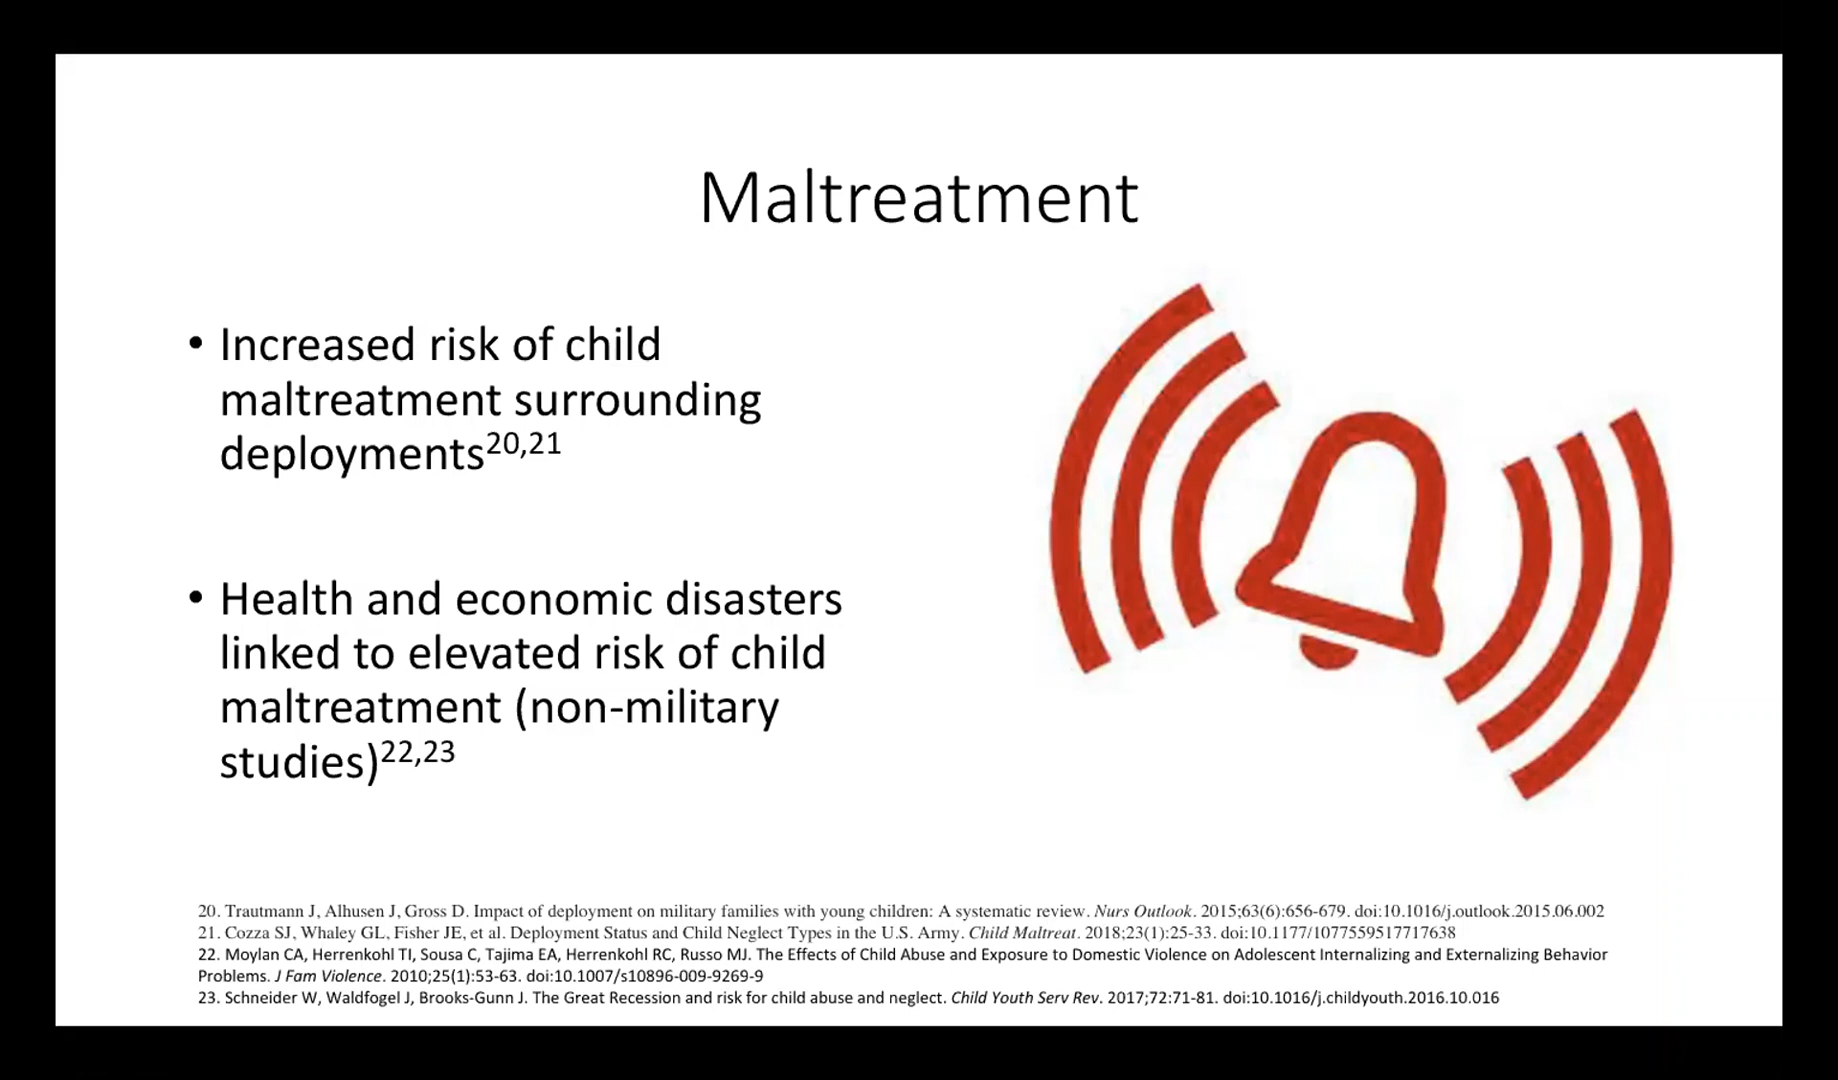 Maltreatment
• Increased risk of child
maltreatment surrounding
deployments20,21
• Health and economic disasters
linked to elevated risk of child
maltreatment (non-military
studies)22,23
20. Trautmann J, Alhusen J, Gross D. Impact of deployment on military families with young children: A systematic review. Nurs Outlook. 2015;63(6):656-679. doi:10.1016/j.outlook.2015.06.002
21. Cozza SJ, Whaley GL, Fisher JE, et al. Deployment Status and Child Neglect Types in the U.S. Army. Child Maltreat. 2018;23(1):25-33. doi:10.1177/1077559517717638
22. Moylan CA, Herrenkohl TI, Sousa C, Tajima EA, Herrenkohl RC, Russo MJ. The Effects of Child Abuse and Exposure to Domestic Violence on Adolescent Internalizing and Externalizing Behavior
Problems. J Fam Violence. 2010;25(1):53-63. doi:10.1007/s10896-009-9269-9
23. Schneider W, Waldfogel J, Brooks-Gunn J. The Great Recession and risk for child abuse and neglect. Child Youth Serv Rev. 2017;72:71-81. doi:10.1016/j.childyouth.2016.10.016